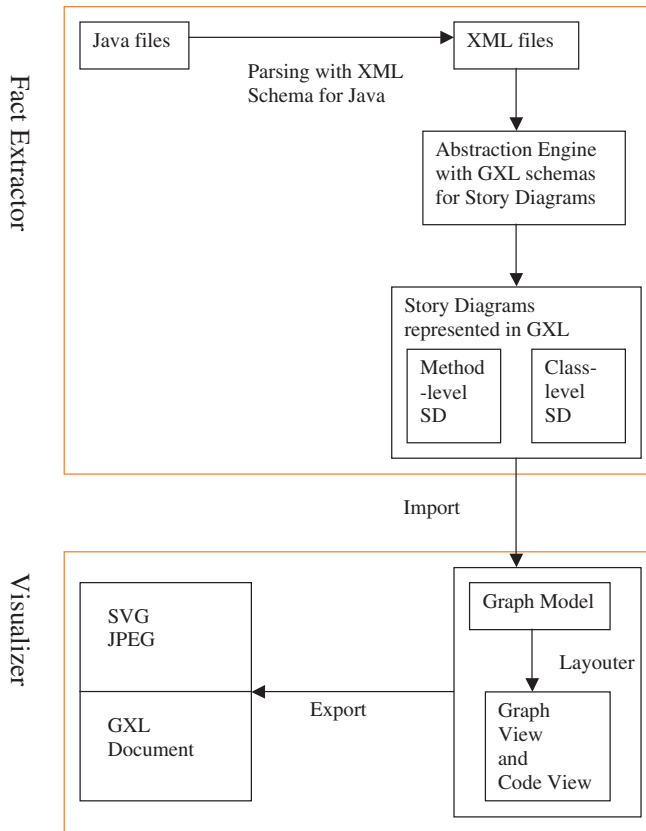 Fact Extractor
Java files
XML files
Parsing with XML
Schema for Java
Abstraction Engine
with GXL schemas
for Story Diagrams
Story Diagrams
represented in GXL
Method
-level
SD
Class-
level
SD
Import
Visualizer
SVG
JPEG
GXL
Document
Export
Graph Model
Layouter
Graph
View
and
Code View